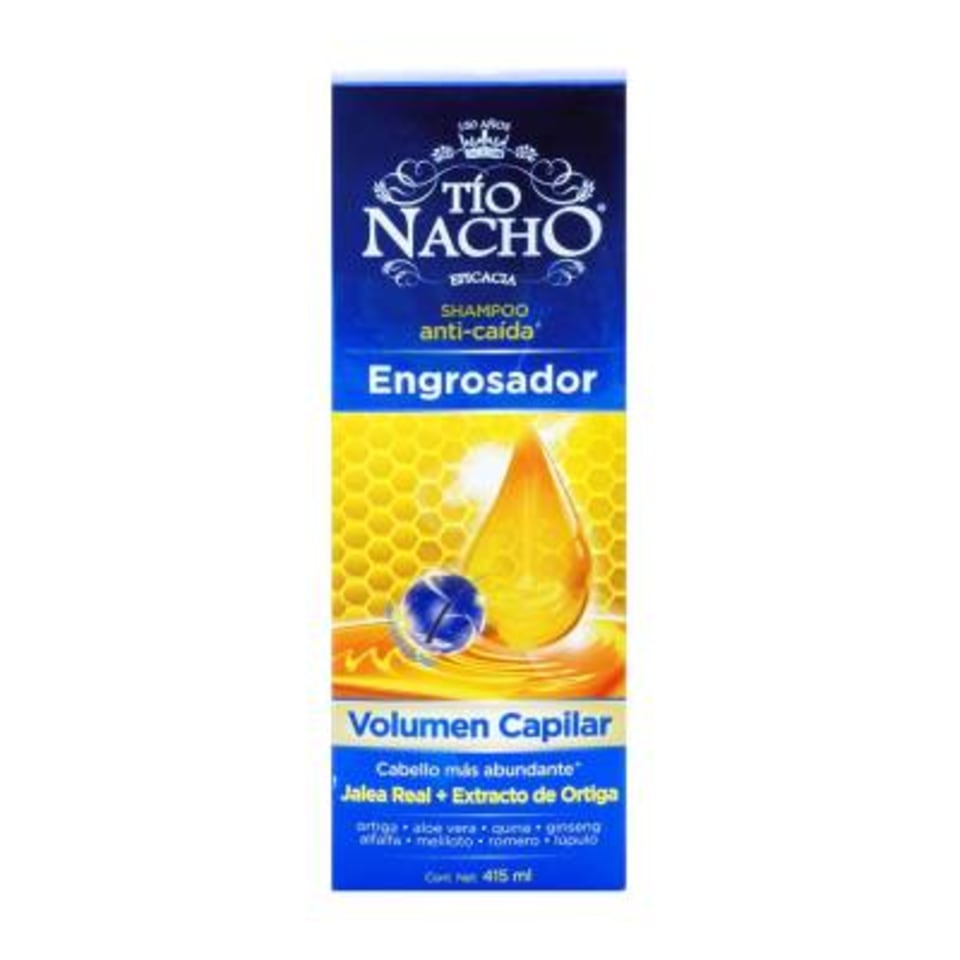 150 AÑOS
TÍO
NACHO®
EFICACIA
SHAMPOO
anti-caída*
Engrosador
Volumen Capilar
Cabello más abundante*
Jalea Real + Extracto de Ortiga
ortiga • aloe vera • quina • ginseng
alfalfa • meliloto • romero • lúpulo
Cont. Net. 415 ml